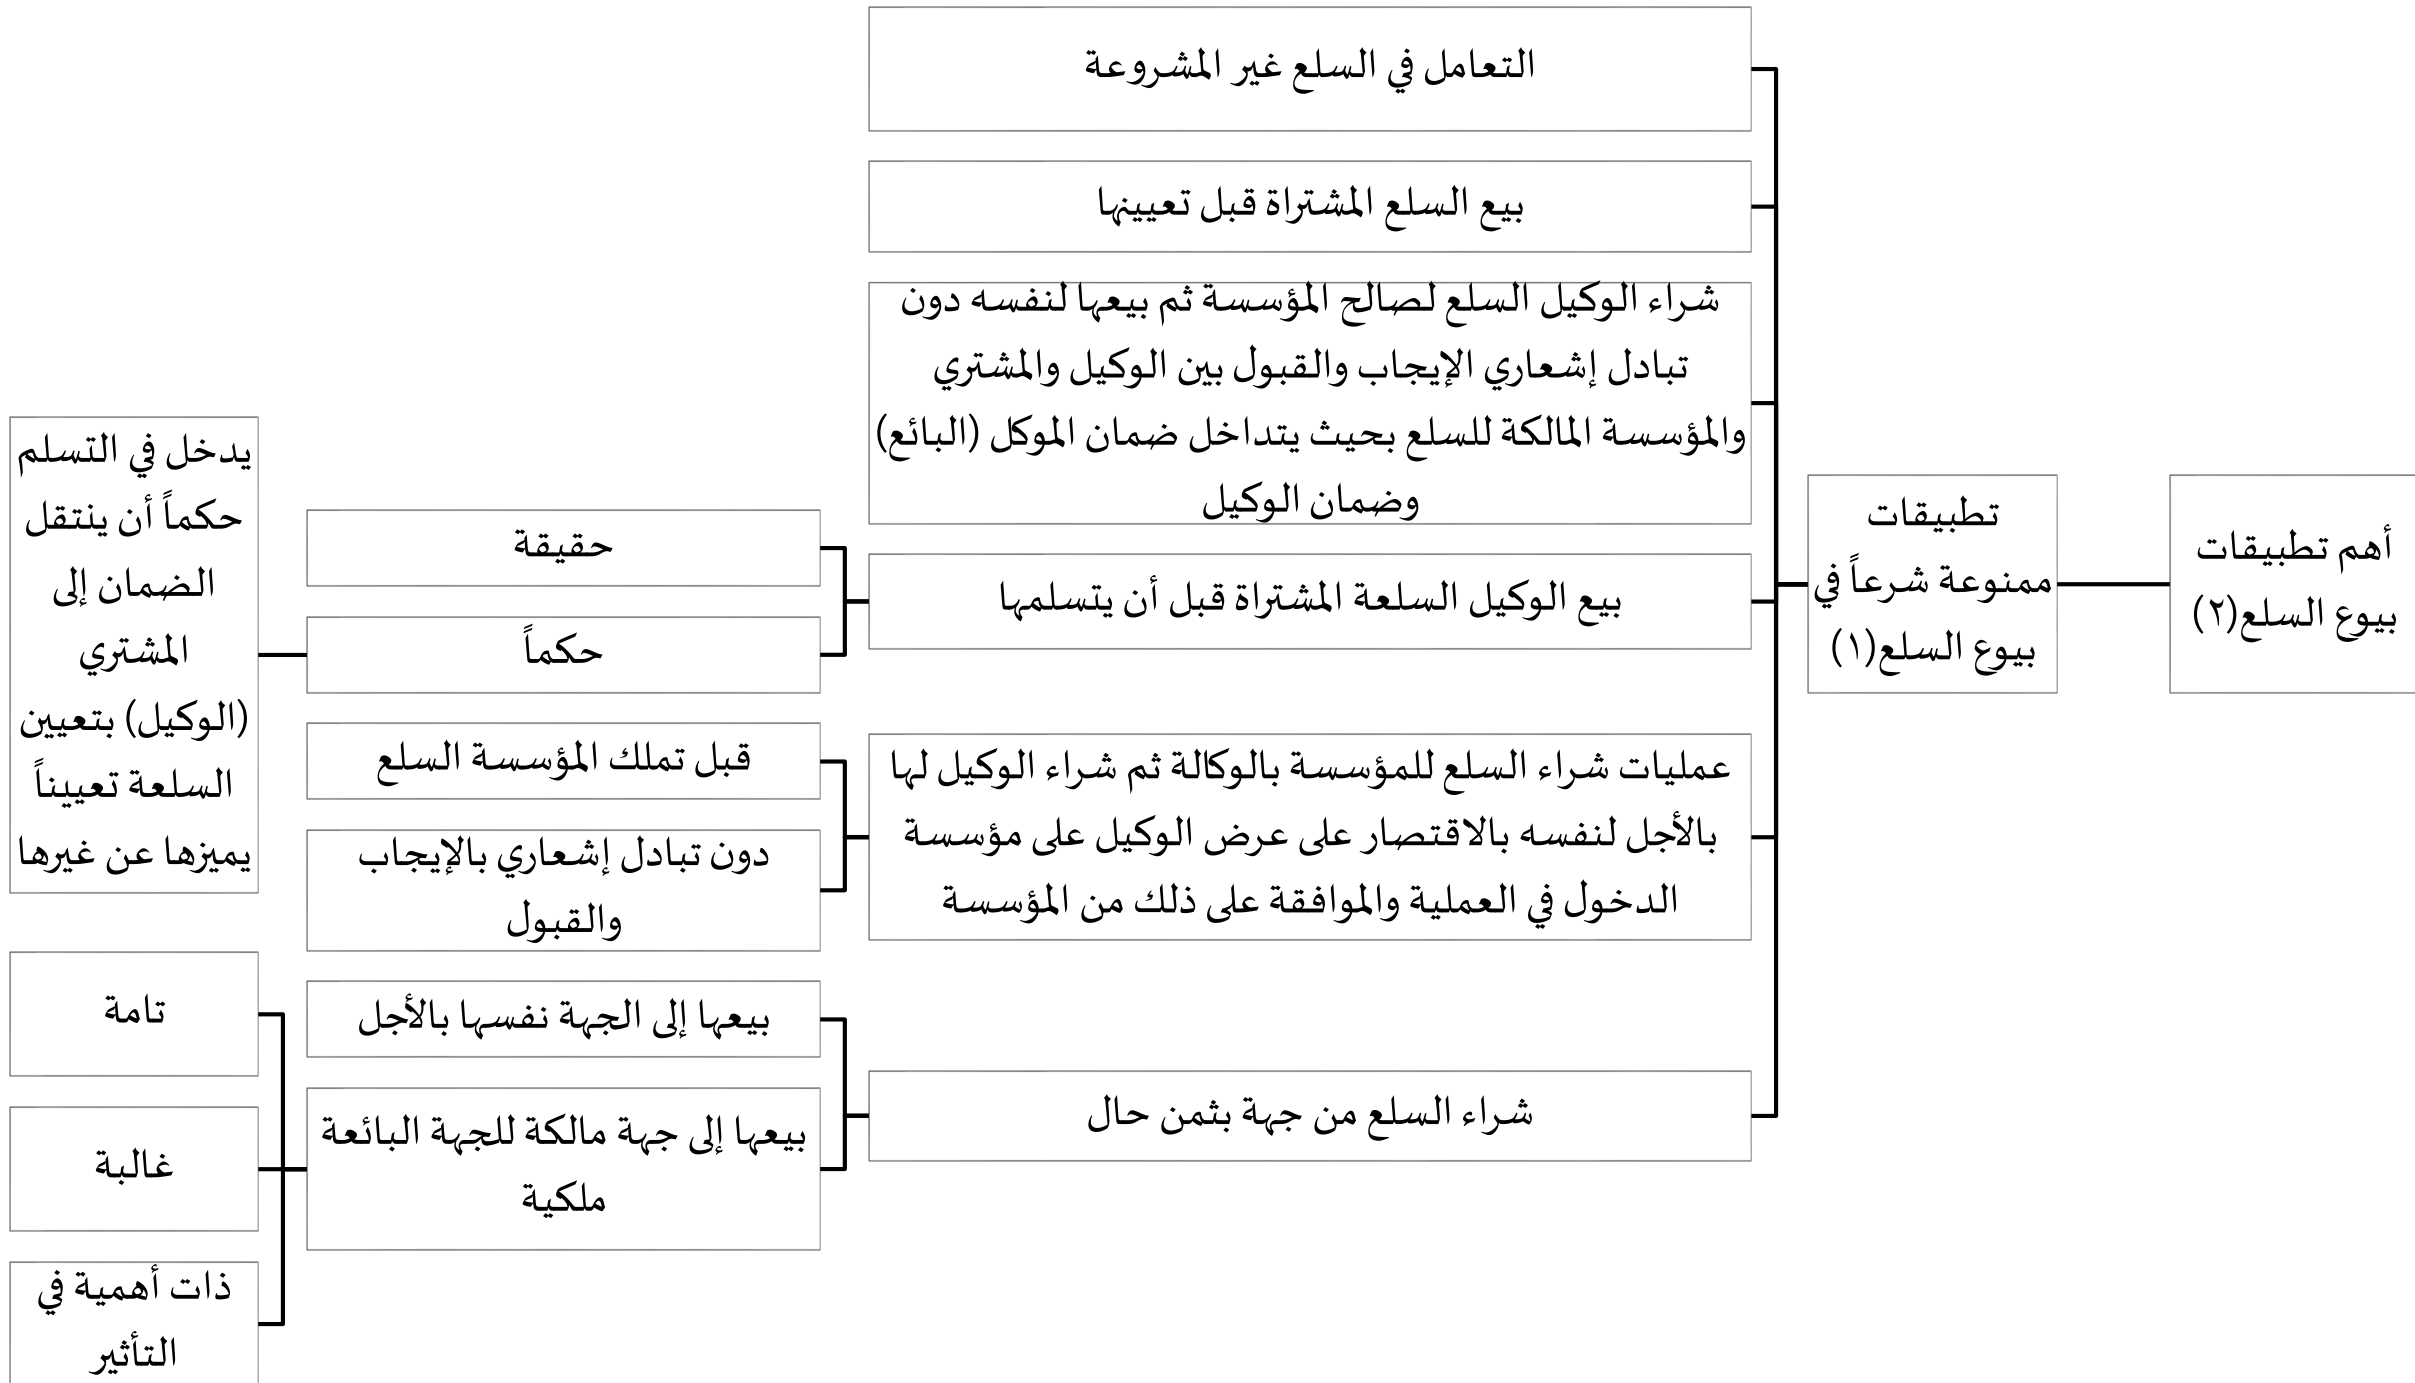 أهم تطبيقات
بيوع السلع(٢)
تطبيقات
ممنوعة شرعاً في
بيوع السلع(١)
التعامل في السلع غير المشروعة
بيع السلع المشتراة قبل تعيينها
شراء الوكيل السلع لصالح المؤسسة ثم بيعها لنفسه دون
تبادل إشعاري الإيجاب والقبول بين الوكيل والمشتري
والمؤسسة المالكة للسلع بحيث يتداخل ضمان الموكل (البائع)
وضمان الوكيل
بيع الوكيل السلعة المشتراة قبل أن يتسلمها
حقيقة
حكماً
يدخل في التسلم
حكماً أن ينتقل
الضمان إلى
المشتري
(الوكيل) بتعيين
السلعة تعييناً
يميزها عن غيرها
عمليات شراء السلع للمؤسسة بالوكالة ثم شراء الوكيل لها
بالأجل لنفسه بالاقتصار على عرض الوكيل على مؤسسة
الدخول في العملية والموافقة على ذلك من المؤسسة
قبل تملك المؤسسة السلع
دون تبادل إشعاري بالإيجاب
والقبول
شراء السلع من جهة بثمن حال
بيعها إلى الجهة نفسها بالأجل
بيعها إلى جهة مالكة للجهة البائعة
ملكية
تامة
غالبة
ذات أهمية في
التأثير